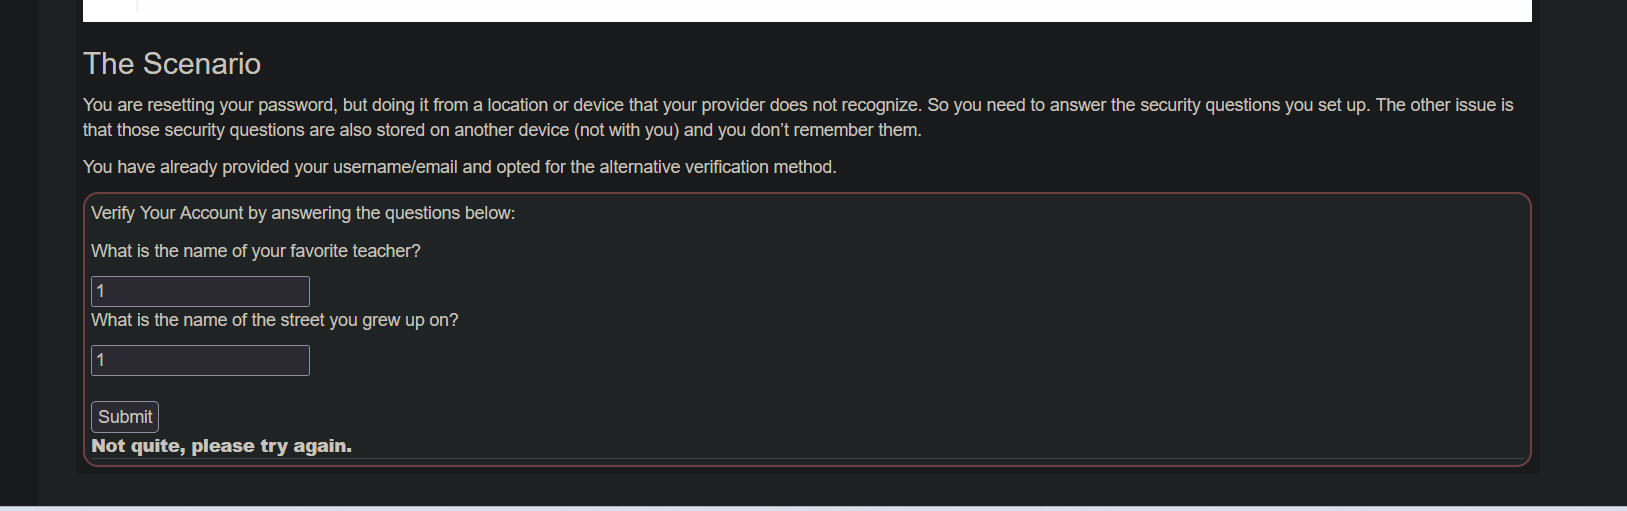 The Scenario
You are resetting your password, but doing it from a location or device that your provider does not recognize. So you need to answer the security questions you set up. The other issue is
that those security questions are also stored on another device (not with you) and you don’t remember them.
You have already provided your username/email and opted for the alternative verification method.
Verify Your Account by answering the questions below:
What is the name of your favorite teacher?
1
What is the name of the street you grew up on?
1
Submit
Not quite, please try again.